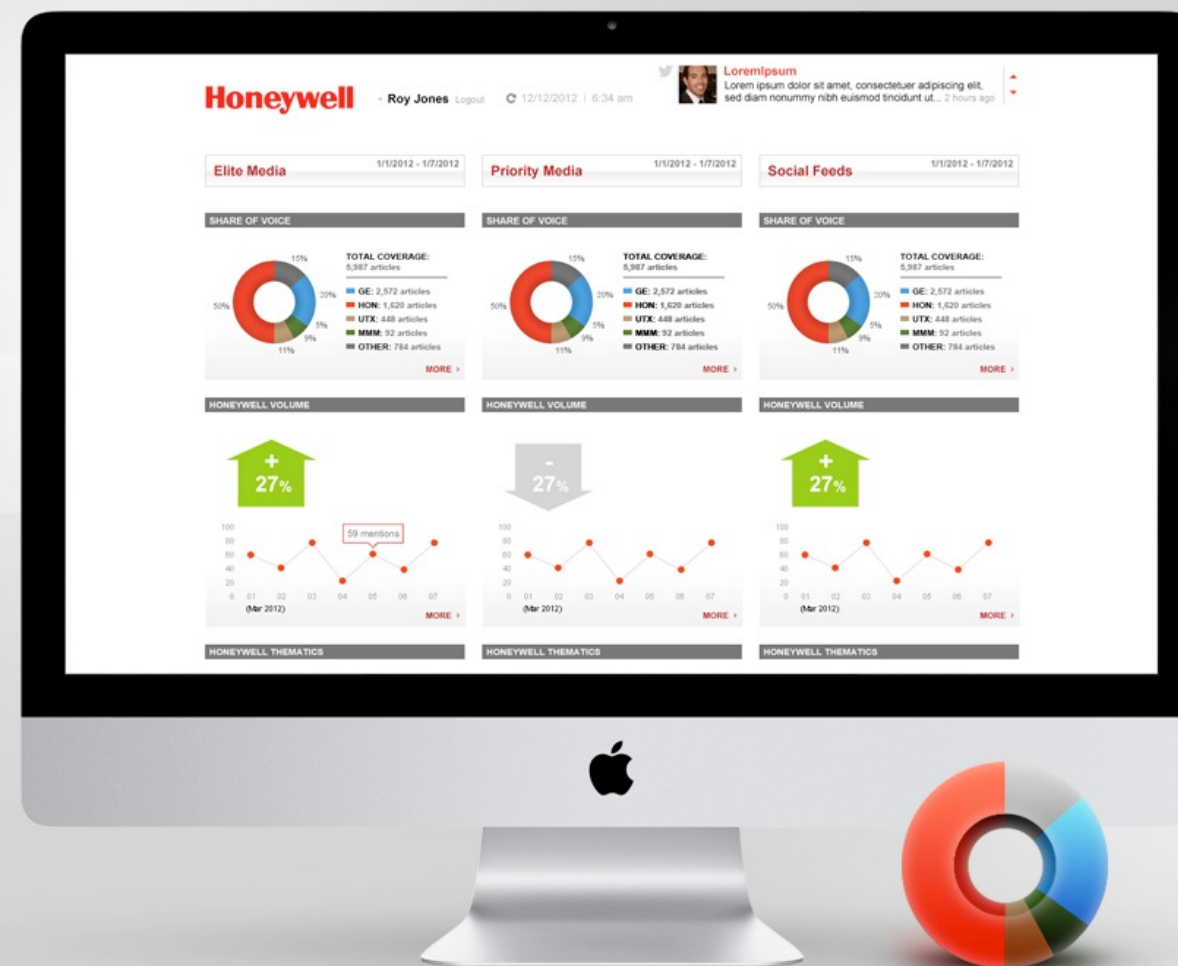 Honeywell
- Roy Jones Logout
12/12/2012 | 6:34 am
LoremIpsum
Lorem ipsum dolor sit amet, consectetuer adipiscing elit,
sed diam nonummy nibh euismod tincidunt ut... 2 hours ago
Elite Media 1/1/2012 - 1/7/2012
SHARE OF VOICE
15%
20%
5%
9%
11%
50%
TOTAL COVERAGE:
5,987 articles
GE: 2,572 articles
HON: 1,620 articles
UTX: 448 articles
MMM: 92 articles
OTHER: 784 articles
MORE ›
HONEYWELL VOLUME
+
27%
59 mentions
100
80
60
40
20
0 01 02 03 04 05 06 07
(Mar 2012)
MORE ›
HONEYWELL THEMATICS
Priority Media 1/1/2012 - 1/7/2012
SHARE OF VOICE
15%
20%
5%
9%
11%
50%
TOTAL COVERAGE:
5,987 articles
GE: 2,572 articles
HON: 1,620 articles
UTX: 448 articles
MMM: 92 articles
OTHER: 784 articles
MORE ›
HONEYWELL VOLUME
-
27%
100
80
60
40
20
0 01 02 03 04 05 06 07
(Mar 2012)
MORE ›
HONEYWELL THEMATICS
Social Feeds 1/1/2012 - 1/7/2012
SHARE OF VOICE
15%
20%
5%
9%
11%
50%
TOTAL COVERAGE:
5,987 articles
GE: 2,572 articles
HON: 1,620 articles
UTX: 448 articles
MMM: 92 articles
OTHER: 784 articles
MORE ›
HONEYWELL VOLUME
+
27%
100
80
60
40
20
0 01 02 03 04 05 06 07
(Mar 2012)
MORE ›
HONEYWELL THEMATICS